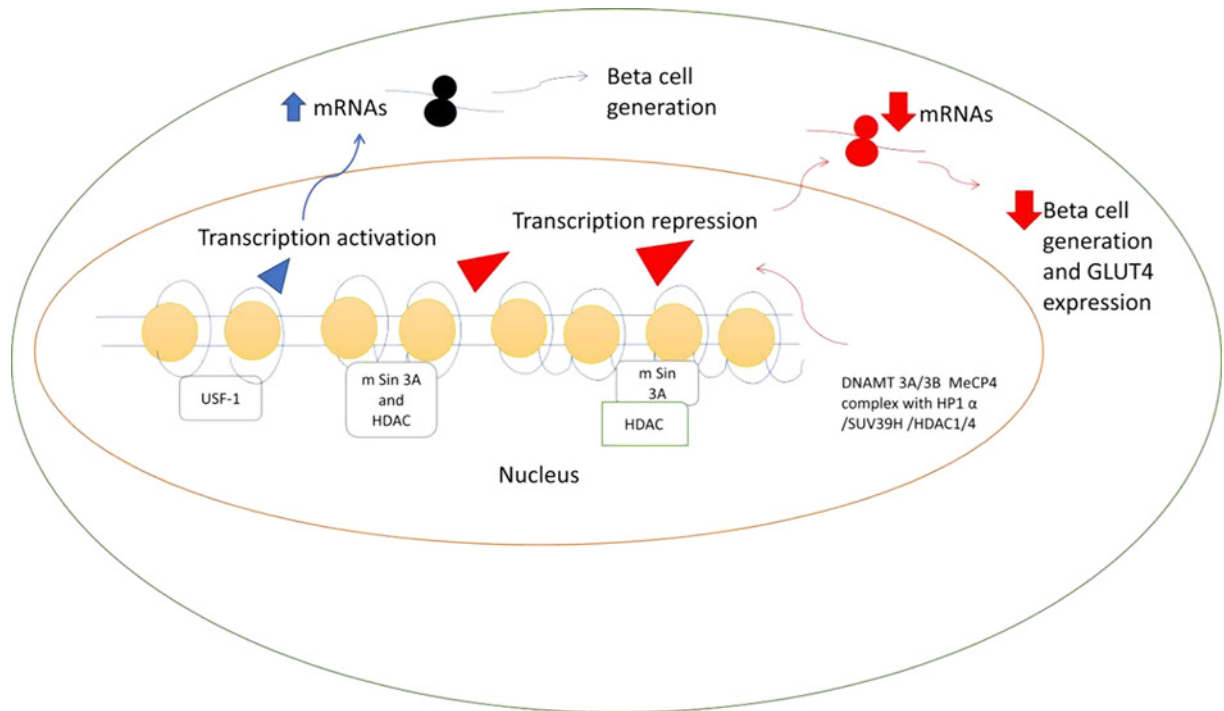 mRNAs
Beta cell
generation
mRNAs
Beta cell
generation
and GLUT4
expression
Transcription activation
Transcription repression
USF-1
m Sin 3A
and
HDAC
m Sin
3A
HDAC
DNAMT 3A/3B MeCP4
complex with HP1 α
/SUV39H /HDAC1/4
Nucleus